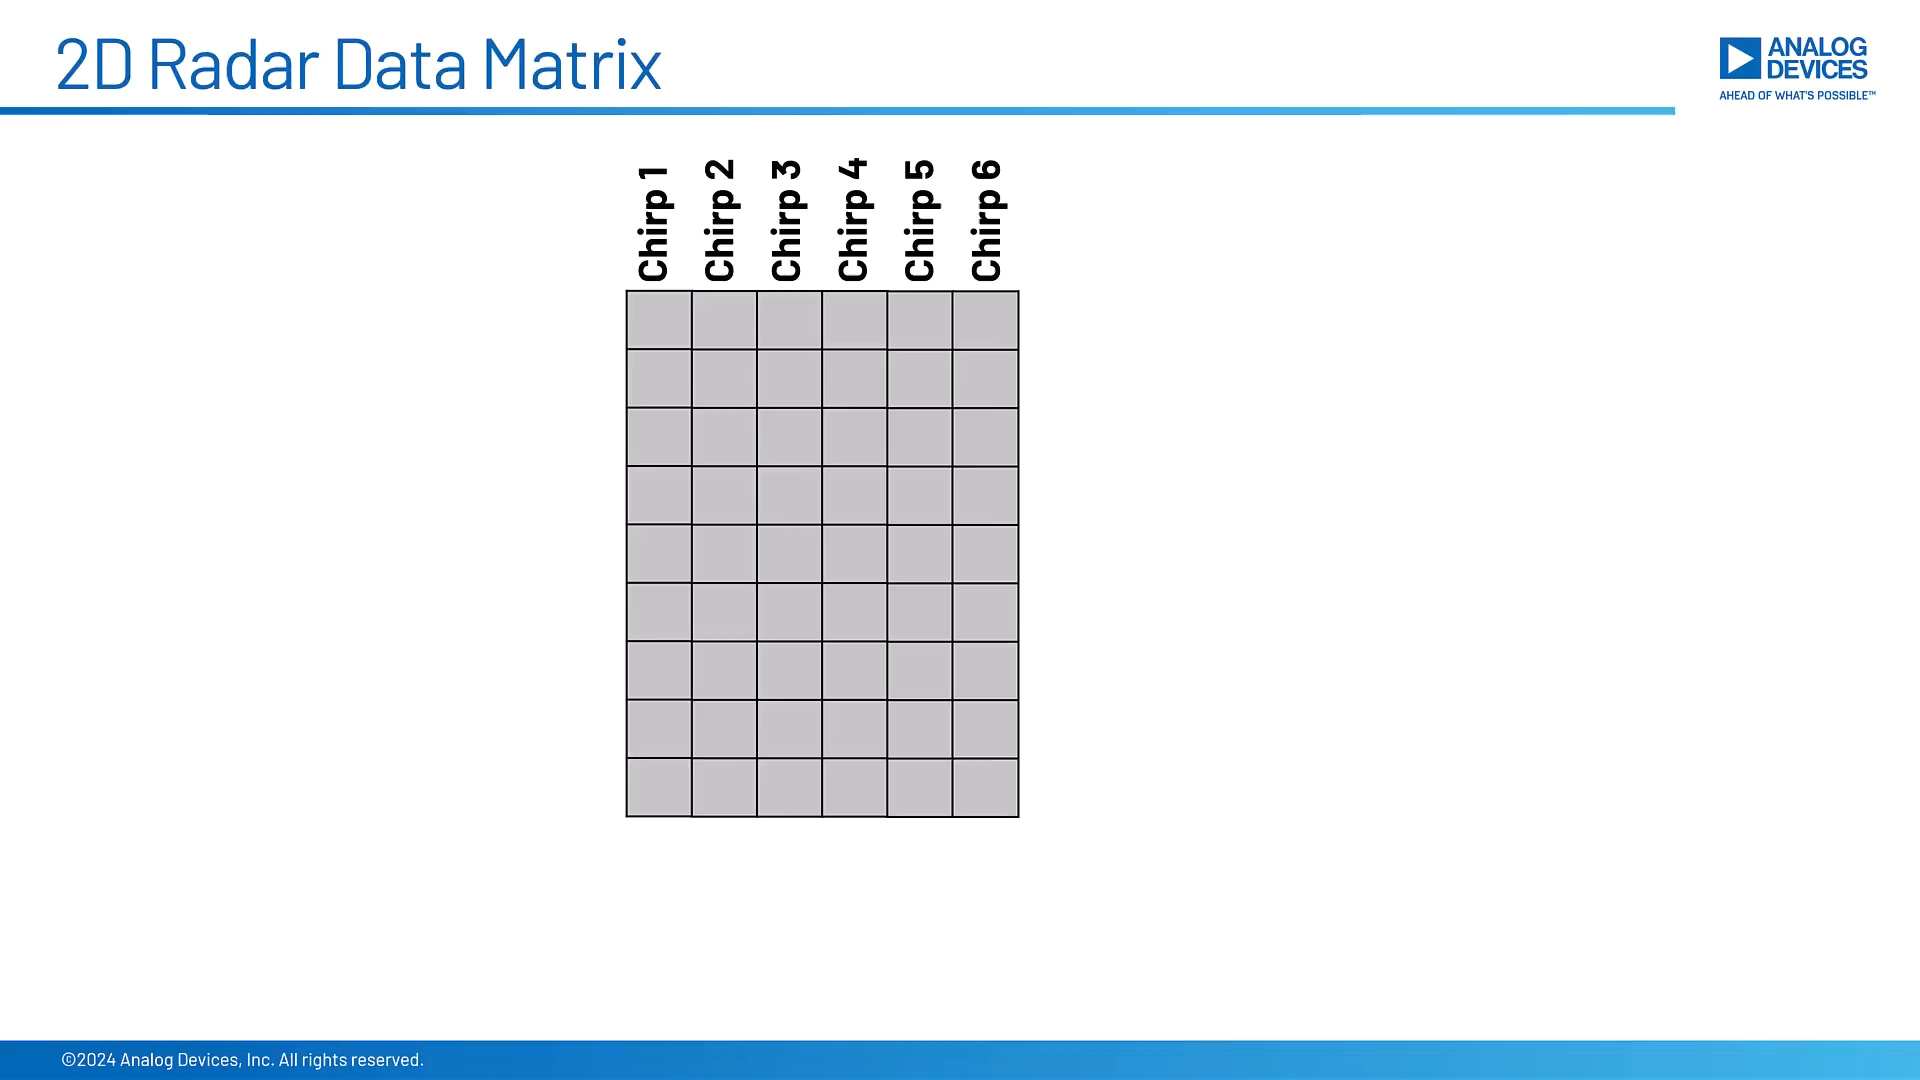 2D Radar Data Matrix
ANALOG
DEVICES
AHEAD OF WHAT'S POSSIBLE™
Chirp 1
Chirp 2
Chirp 3
Chirp 4
Chirp 5
Chirp 6
©2024 Analog Devices, Inc. All rights reserved.